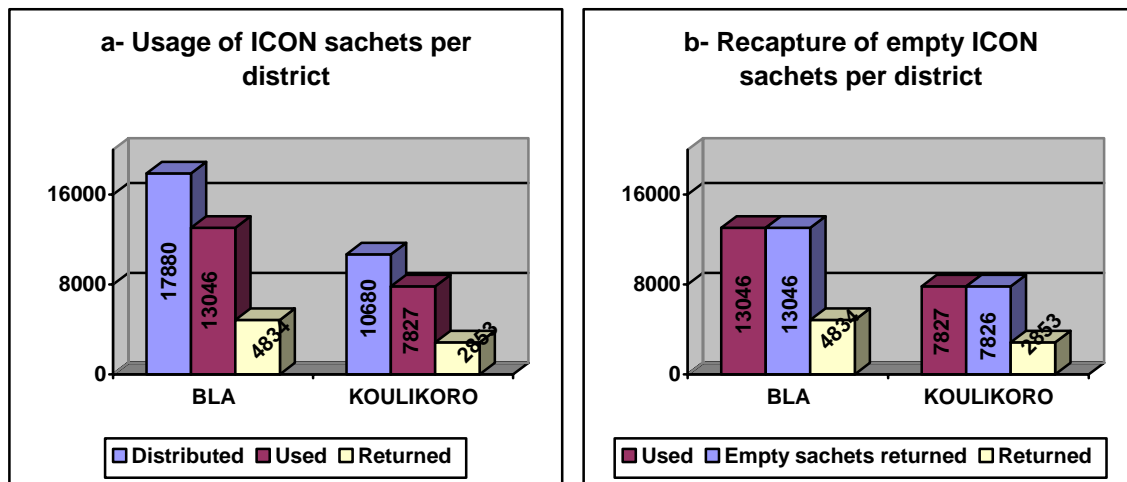 a- Usage of ICON sachets per
district
16000
8000
0
17880
13046
4834
10680
7827
2853
BLA
KOULIKORO
Distributed
Used
Returned
b- Recapture of empty ICON
sachets per district
16000
8000
0
13046
13046
4834
7827
7826
2853
BLA
KOULIKORO
Used
Empty sachets returned
Returned